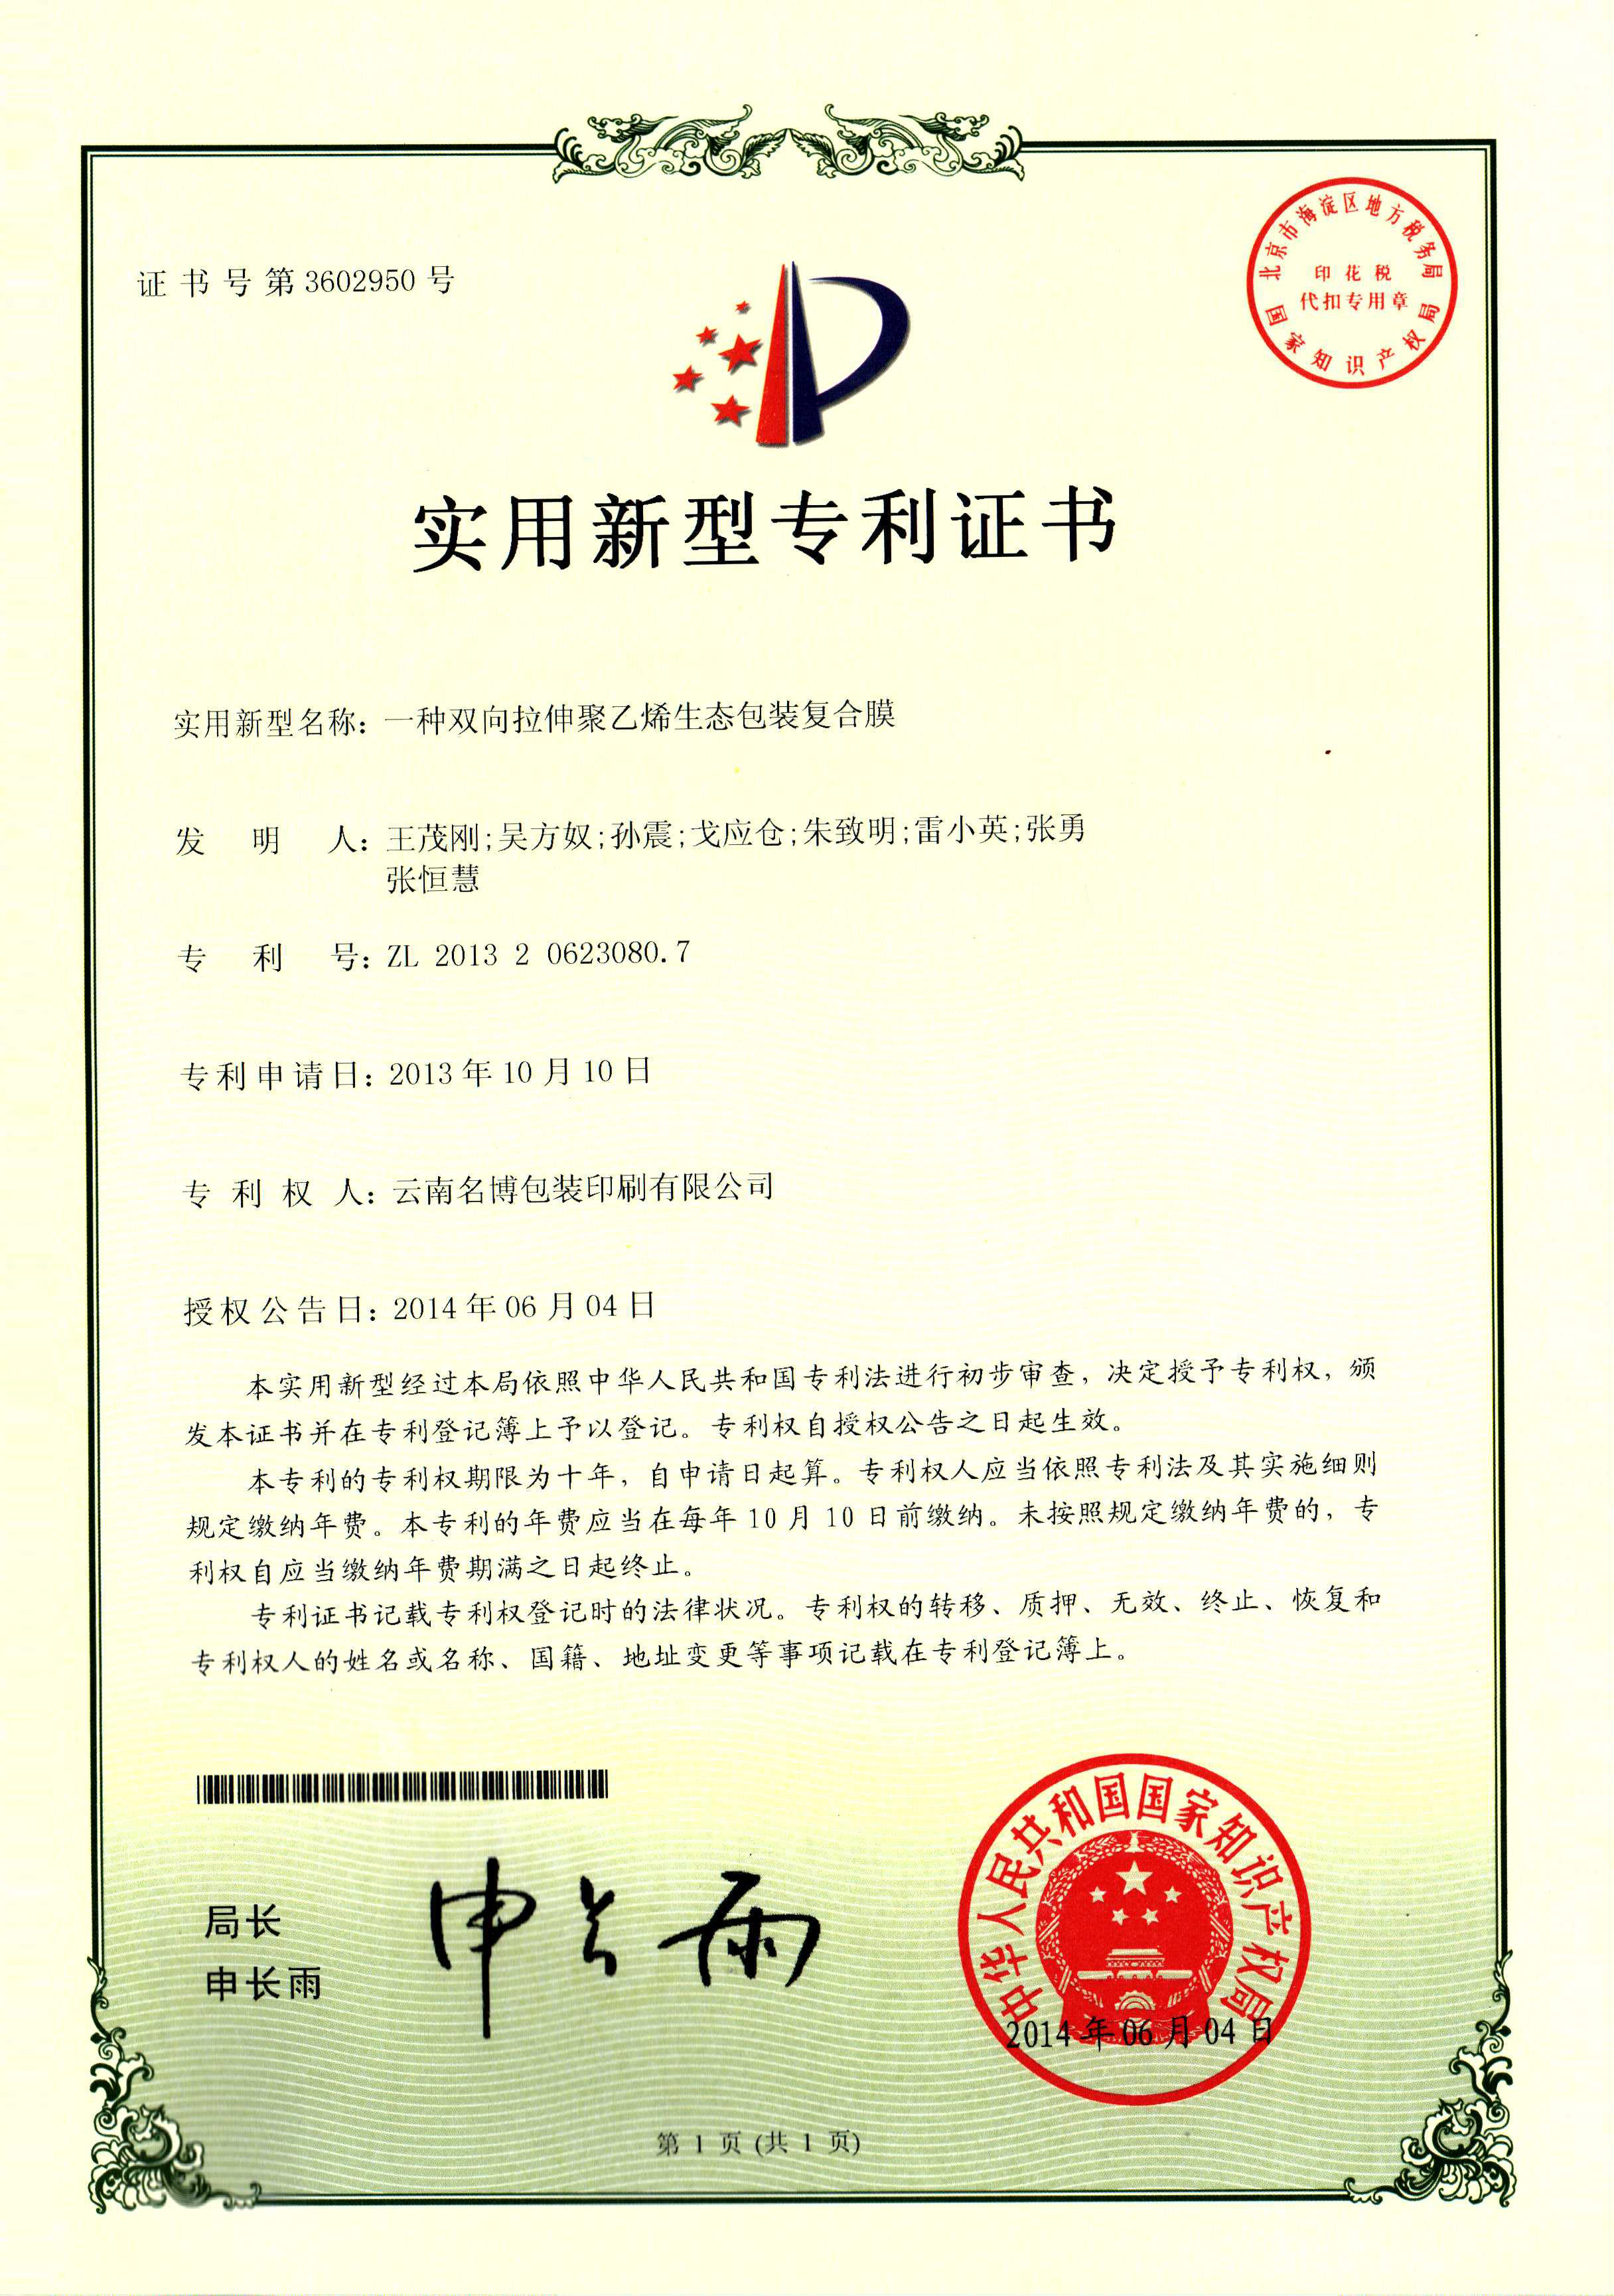 证书号第3602950号
北京市海淀区地方税务局
印花税
代扣专用章
国家知识产权局
实用新型专利证书
实用新型名称：一种双向拉伸聚乙烯生态包装复合膜
发明人：王茂刚;吴方奴;孙震;戈应仓;朱致明;雷小英;张勇
张恒慧
专利号：ZL 2013 2 0623080.7
专利申请日：2013年10月10日
专利权人：云南名博包装印刷有限公司
授权公告日：2014年06月04日
本实用新型经过本局依照中华人民共和国专利法进行初步审查，决定授予专利权，颁
发本证书并在专利登记簿上予以登记。专利权自授权公告之日起生效。
本专利的专利权期限为十年，自申请日起算。专利权人应当依照专利法及其实施细则
规定缴纳年费。本专利的年费应当在每年10月10日前缴纳。未按照规定缴纳年费的，专
利权自应当缴纳年费期满之日起终止。
专利证书记载专利权登记时的法律状况。专利权的转移、质押、无效、终止、恢复和
专利权人的姓名或名称、国籍、地址变更等事项记载在专利登记簿上。
局长
申长雨
申长雨
中华人民共和国国家知识产权局
2014年06月04日
第1页(共1页)